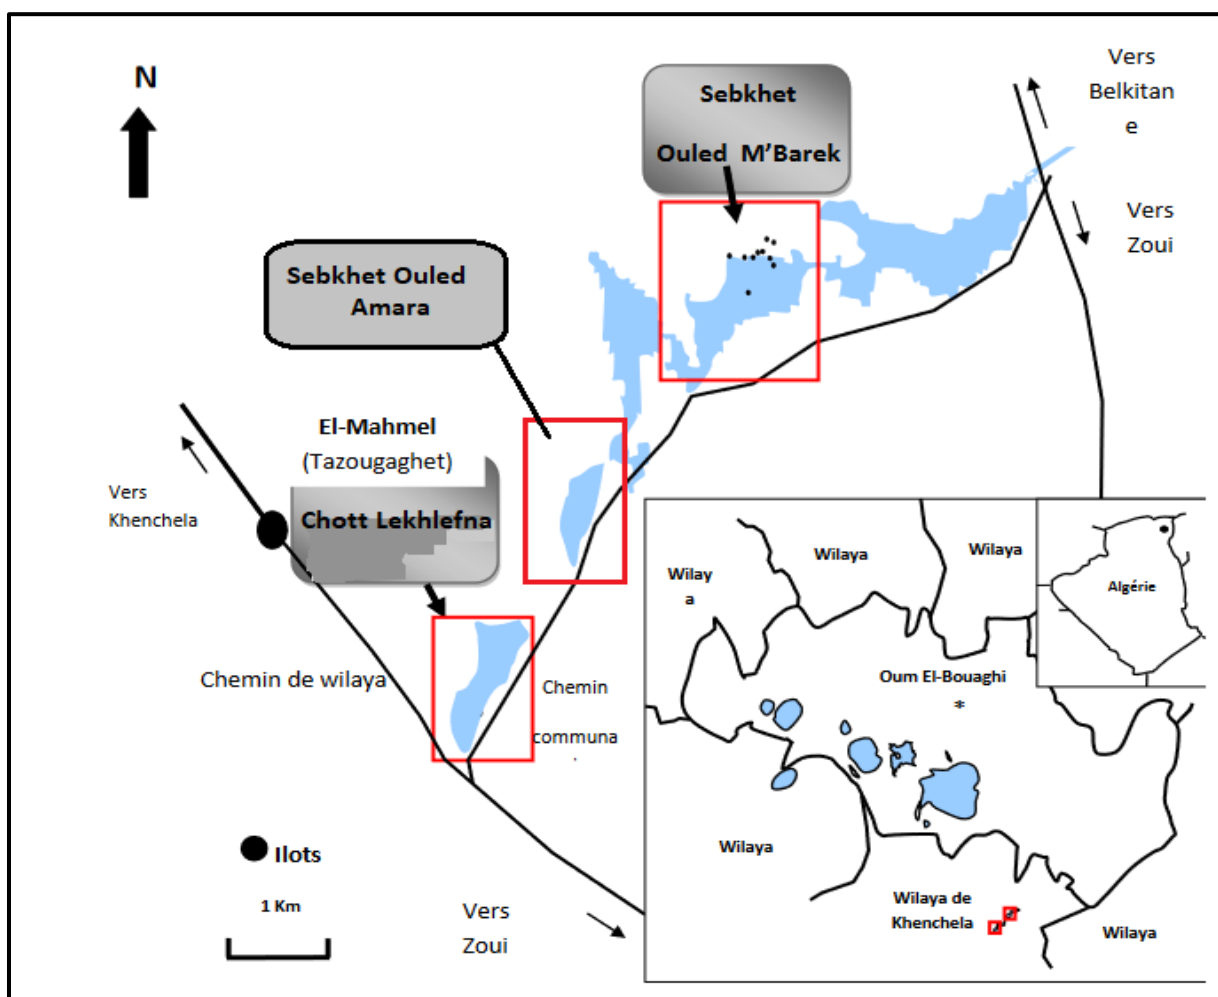 N
Sebkhet
Ouled M'Barek
Vers
Belkitan
e
Vers
Zoui
Sebkhet Ouled
Amara
El-Mahmel
(Tazougaghet)
Vers
Khenchela
Chott Lekhlefna
Chemin de wilaya
Chemin
communa
Ilots
1 Km
Vers
Zoui
Wilay
a
Wilaya
Wilaya
Algérie
Oum El-Bouaghi
*
Wilaya
Wilaya de
Khenchela
Wilaya